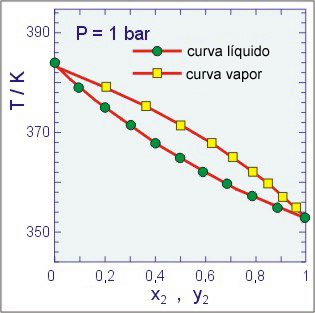 390
P = 1 bar
curva líquido
curva vapor
T / K
370
350
0 0,2 0,4 0,6 0,8 1
x2 , y2